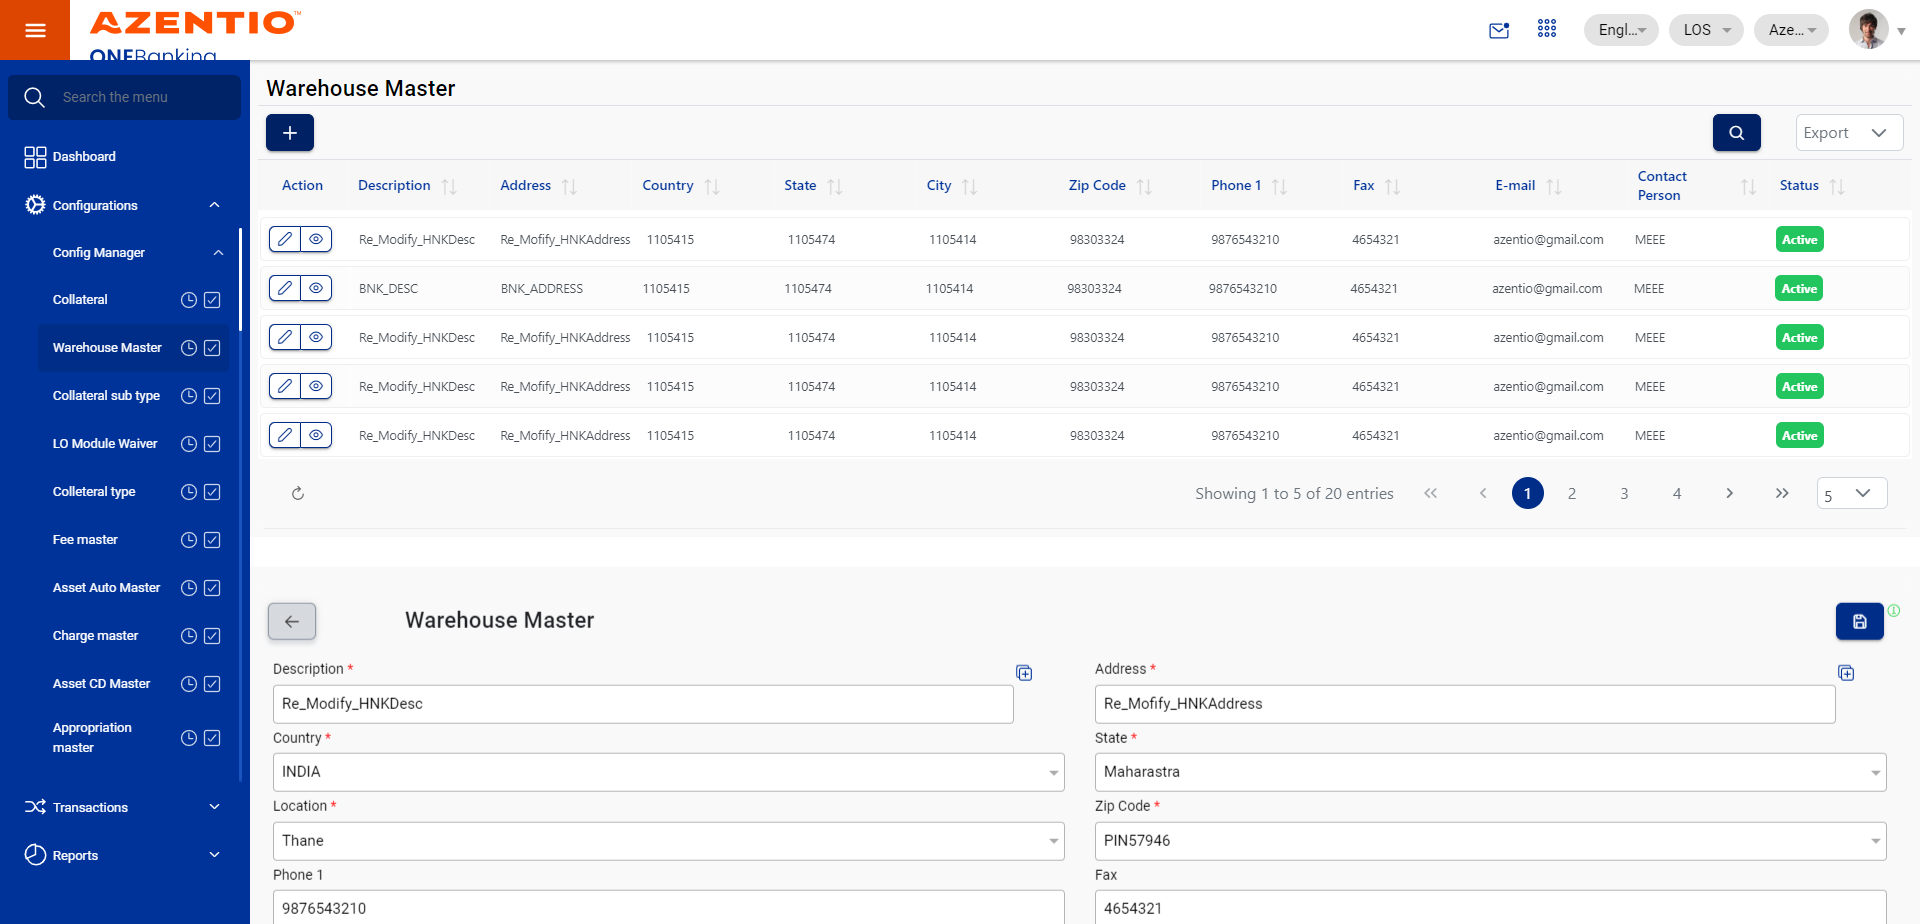 AZENTIO™
ONEBanking
Engl...
LOS
Aze...
Search the menu
Dashboard
Configurations
Config Manager
Collateral
Warehouse Master
Collateral sub type
LO Module Waiver
Colleteral type
Fee master
Asset Auto Master
Charge master
Asset CD Master
Appropriation
master
Transactions
Reports
Warehouse Master
Export
Action Description Address Country State City Zip Code Phone 1 Fax E-mail Contact Person Status
Re_Modify_HNKDesc Re_Mofify_HNKAddress 1105415 1105474 1105414 98303324 9876543210 4654321 azentio@gmail.com MEEE Active
BNK_DESC BNK_ADDRESS 1105415 1105474 1105414 98303324 9876543210 4654321 azentio@gmail.com MEEE Active
Re_Modify_HNKDesc Re_Mofify_HNKAddress 1105415 1105474 1105414 98303324 9876543210 4654321 azentio@gmail.com MEEE Active
Re_Modify_HNKDesc Re_Mofify_HNKAddress 1105415 1105474 1105414 98303324 9876543210 4654321 azentio@gmail.com MEEE Active
Re_Modify_HNKDesc Re_Mofify_HNKAddress 1105415 1105474 1105414 98303324 9876543210 4654321 azentio@gmail.com MEEE Active
Showing 1 to 5 of 20 entries 1 2 3 4 5
Warehouse Master
Description * Address *
Re_Modify_HNKDesc Re_Mofify_HNKAddress
Country * State *
INDIA Maharastra
Location * Zip Code *
Thane PIN57946
Phone 1 Fax
9876543210 4654321